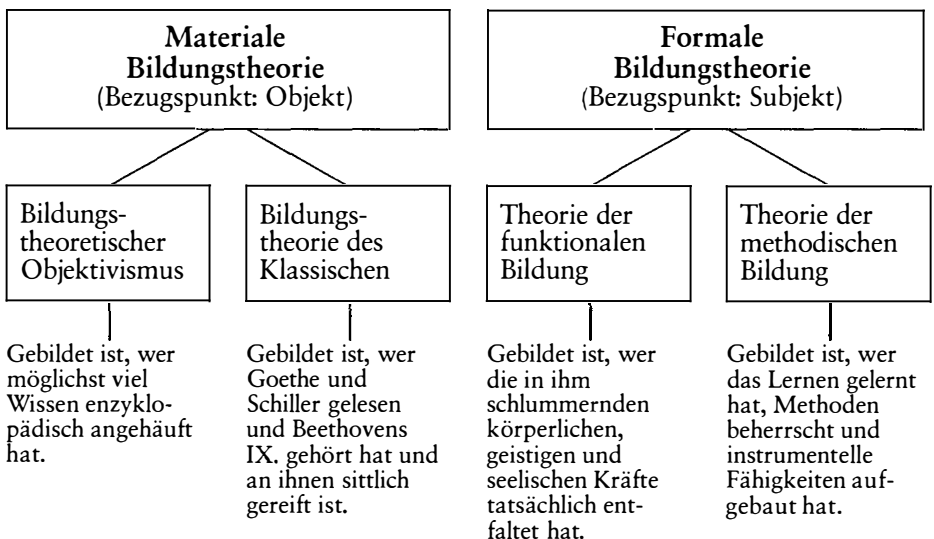 Materiale
Bildungstheorie
(Bezugspunkt: Objekt)
Formale
Bildungstheorie
(Bezugspunkt: Subjekt)
Bildungs-
theoretischer
Objektivismus
Bildungs-
theorie des
Klassischen
Theorie der
funktionalen
Bildung
Theorie der
methodischen
Bildung
Gebildet ist, wer
möglichst viel
Wissen enzyklo-
pädisch angehäuft
hat.
Gebildet ist, wer
Goethe und
Schiller gelesen
und Beethovens
IX. gehört hat und
an ihnen sittlich
gereift ist.
Gebildet ist, wer
die in ihm
schlummernden
körperlichen,
geistigen und
seelischen Kräfte
tatsächlich ent-
faltet hat.
Gebildet ist, wer
das Lernen gelernt
hat, Methoden
beherrscht und
instrumentelle
Fähigkeiten auf-
gebaut hat.